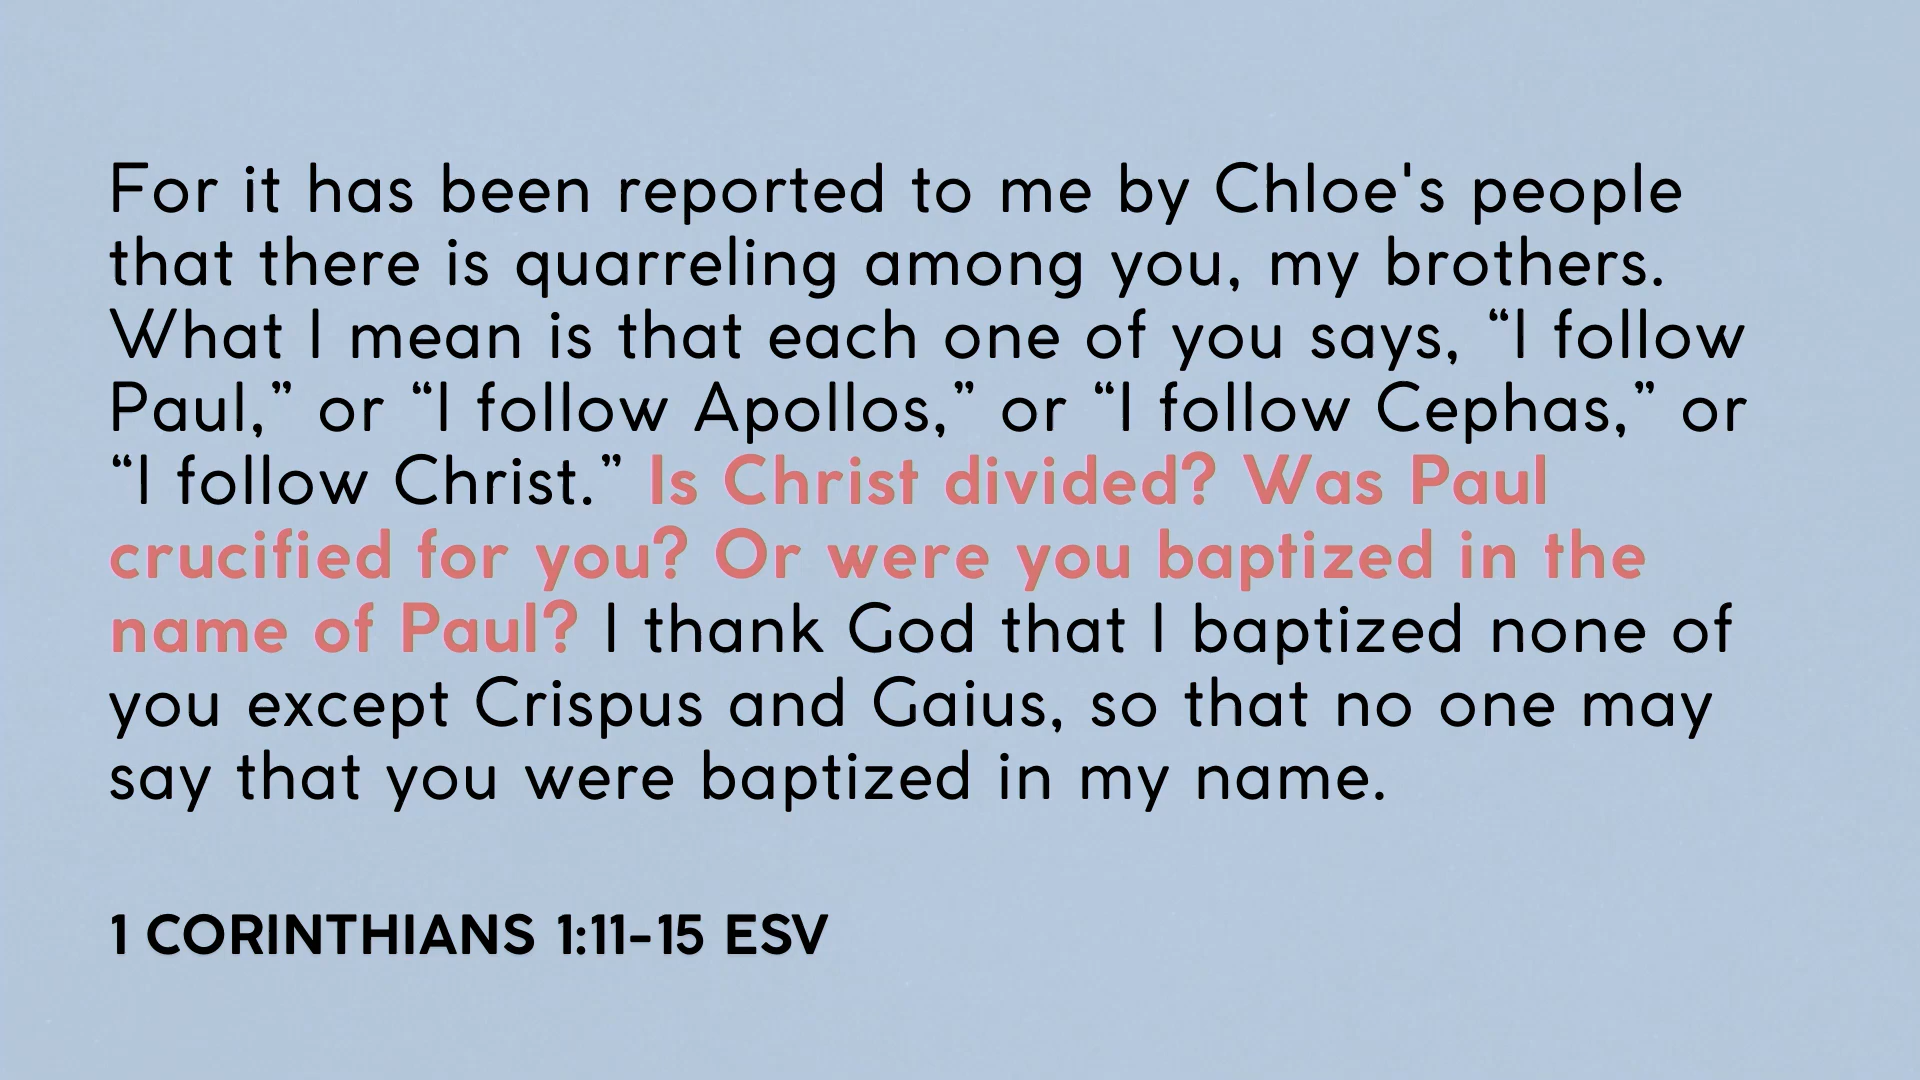 For it has been reported to me by Chloe's people
that there is quarreling among you, my brothers.
What I mean is that each one of you says, “I follow
Paul,” or “I follow Apollos,” or “I follow Cephas,” or
“I follow Christ.” Is Christ divided? Was Paul
crucified for you? Or were you baptized in the
name of Paul? I thank God that I baptized none of
you except Crispus and Gaius, so that no one may
say that you were baptized in my name.
1 CORINTHIANS 1:11-15 ESV